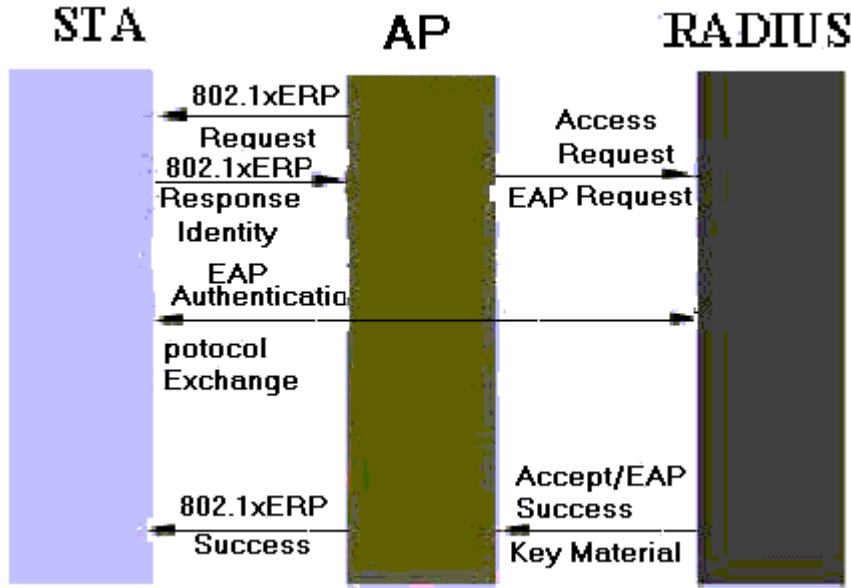 STA
AP
RADIUS
802.1xERP
Request
802.1xERP
Response
Identity
Access
Request
EAP Request
EAP
Authenticatio
potocol
Exchange
802.1xERP
Success
Accept/EAP
Success
Key Material